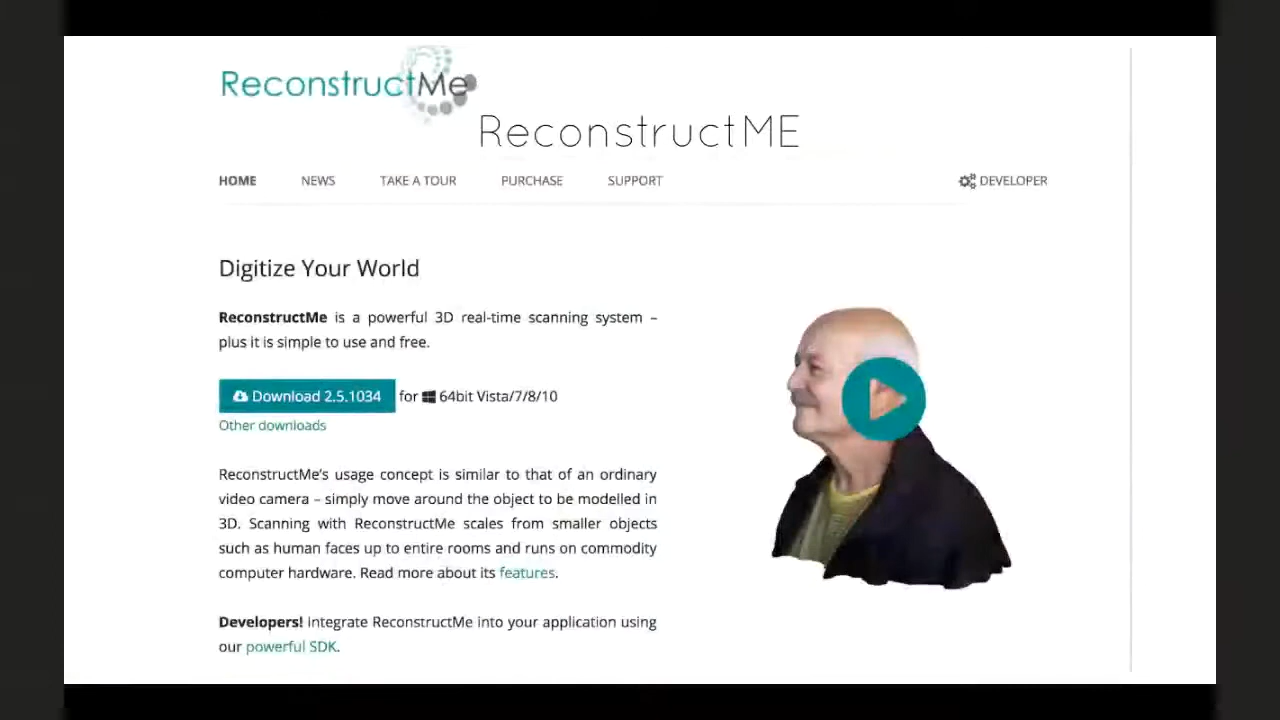 ReconstructMe
ReconstructME
HOME NEWS TAKE A TOUR PURCHASE SUPPORT DEVELOPER
Digitize Your World
ReconstructMe is a powerful 3D real-time scanning system –
plus it is simple to use and free.
Download 2.5.1034 for 64bit Vista/7/8/10
Other downloads
ReconstructMe's usage concept is similar to that of an ordinary
video camera – simply move around the object to be modelled in
3D. Scanning with ReconstructMe scales from smaller objects
such as human faces up to entire rooms and runs on commodity
computer hardware. Read more about its features.
Developers! integrate ReconstructMe into your application using
our powerful SDK.